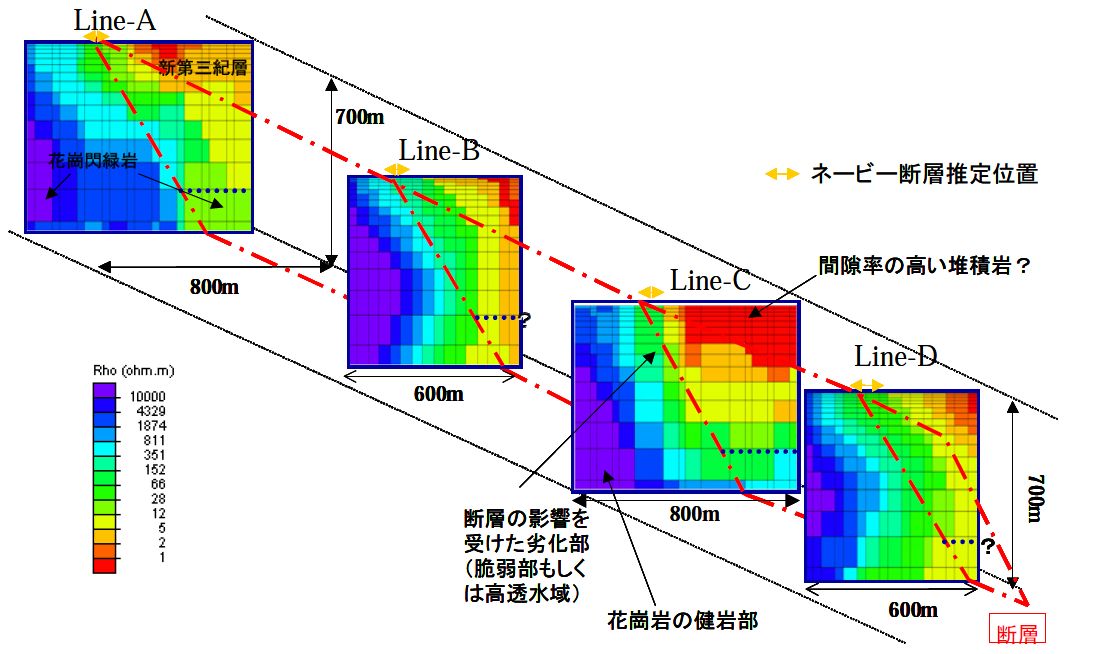 Line-A
新第三紀層
700m
Line-B
花崗閃緑岩
ネービー断層推定位置
800m
Line-C
間隙率の高い堆積岩？
?
Line-D
Rho (ohm.m)
10000
4329
1874
811
351
152
66
28
12
5
2
1
600m
700m
断層の影響を
受けた劣化部
（脆弱部もしく
は高透水域）
800m
?
花崗岩の健岩部
600m
断層